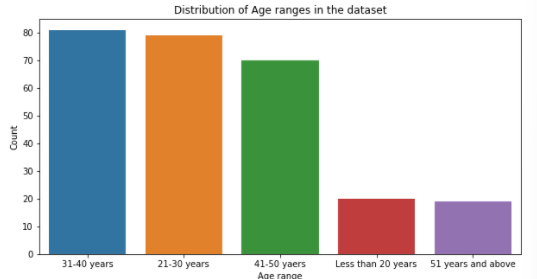 Distribution of Age ranges in the dataset
80
70
60
50
40
30
20
10
0
Count
31-40 years 21-30 years 41-50 yaers Less than 20 years 51 years and above
Age range